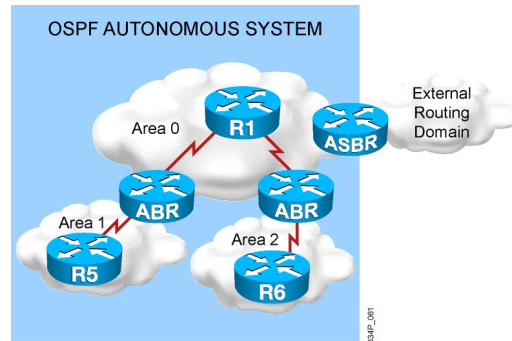 OSPF AUTONOMOUS SYSTEM
External
Routing
Domain
Area 0
R1
ASBR
ABR
ABR
Area 1
Area 2
R5
R6